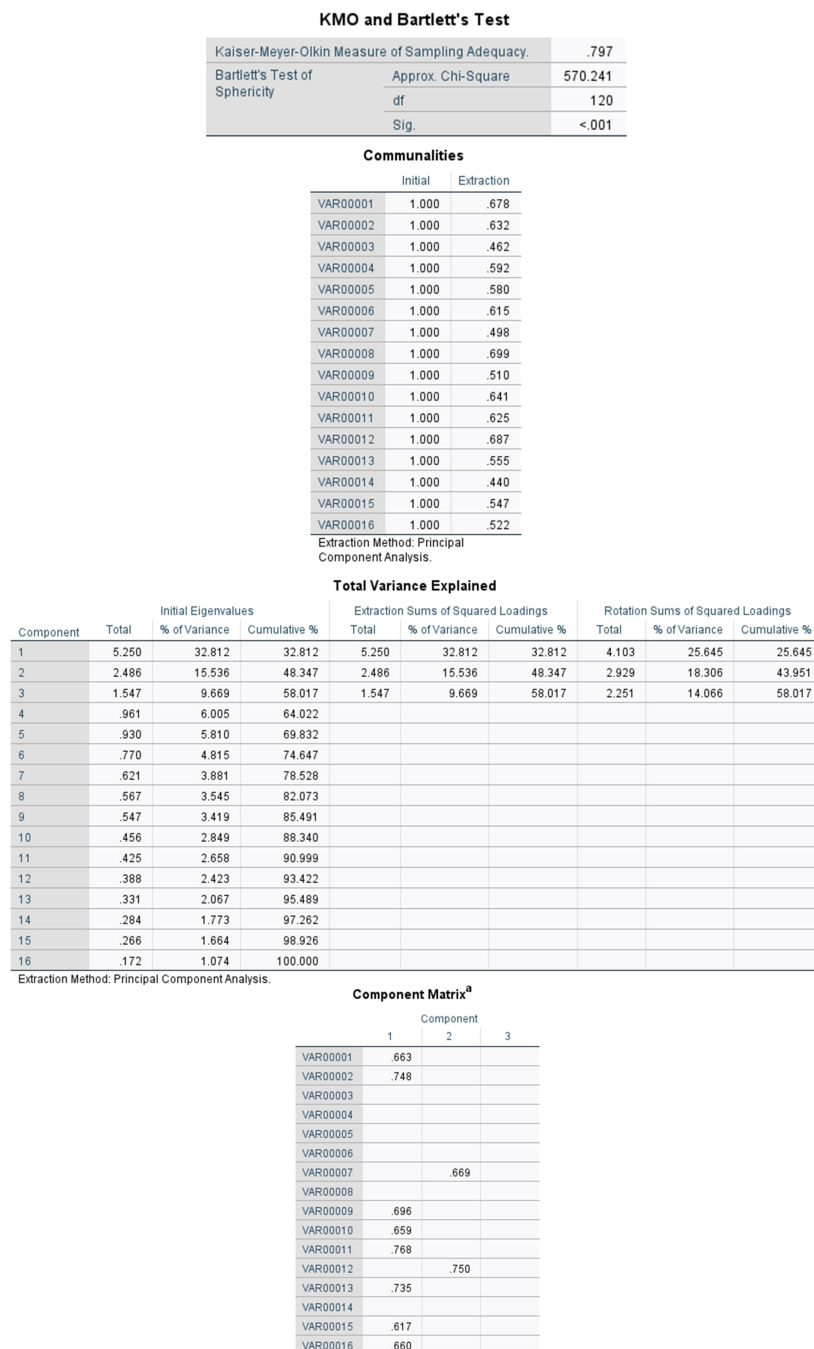 KMO and Bartlett's Test
Kaiser-Meyer-Olkin Measure of Sampling Adequacy. .797
Bartlett's Test of Sphericity Approx. Chi-Square 570.241
df 120
Sig. <.001
Communalities
Initial Extraction
VAR00001 1.000 .678
VAR00002 1.000 .632
VAR00003 1.000 .462
VAR00004 1.000 .592
VAR00005 1.000 .580
VAR00006 1.000 .615
VAR00007 1.000 .498
VAR00008 1.000 .699
VAR00009 1.000 .510
VAR00010 1.000 .641
VAR00011 1.000 .625
VAR00012 1.000 .687
VAR00013 1.000 .555
VAR00014 1.000 .440
VAR00015 1.000 .547
VAR00016 1.000 .522
Extraction Method: Principal
Component Analysis.
Total Variance Explained
Initial Eigenvalues Extraction Sums of Squared Loadings Rotation Sums of Squared Loadings
Component Total % of Variance Cumulative % Total % of Variance Cumulative % Total % of Variance Cumulative %
1 5.250 32.812 32.812 5.250 32.812 32.812 4.103 25.645 25.645
2 2.486 15.536 48.347 2.486 15.536 48.347 2.929 18.306 43.951
3 1.547 9.669 58.017 1.547 9.669 58.017 2.251 14.066 58.017
4 .961 6.005 64.022
5 .930 5.810 69.832
6 .770 4.815 74.647
7 .621 3.881 78.528
8 .567 3.545 82.073
9 .547 3.419 85.491
10 .456 2.849 88.340
11 .425 2.658 90.999
12 .388 2.423 93.422
13 .331 2.067 95.489
14 .284 1.773 97.262
15 .266 1.664 98.926
16 .172 1.074 100.000
Extraction Method: Principal Component Analysis.
Component Matrixᵃ
Component
1 2 3
VAR00001 .663
VAR00002 .748
VAR00003
VAR00004
VAR00005
VAR00006
VAR00007 .669
VAR00008
VAR00009 .696
VAR00010 .659
VAR00011 .768
VAR00012 .750
VAR00013 .735
VAR00014
VAR00015 .617
VAR00016 .660